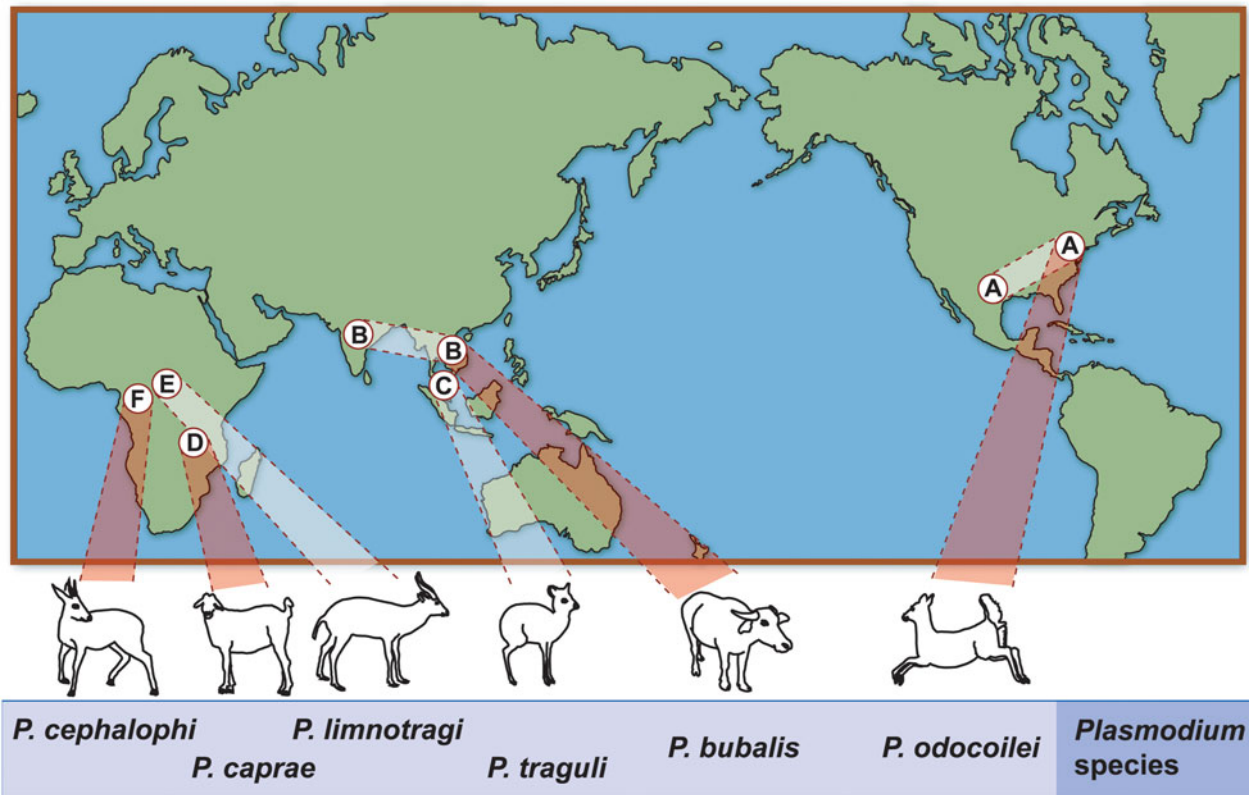 A
A
B
B
C
E
F
D
P. cephalophi
P. caprae
P. limnotragi
P. traguli
P. bubalis
P. odocoilei
Plasmodium
species